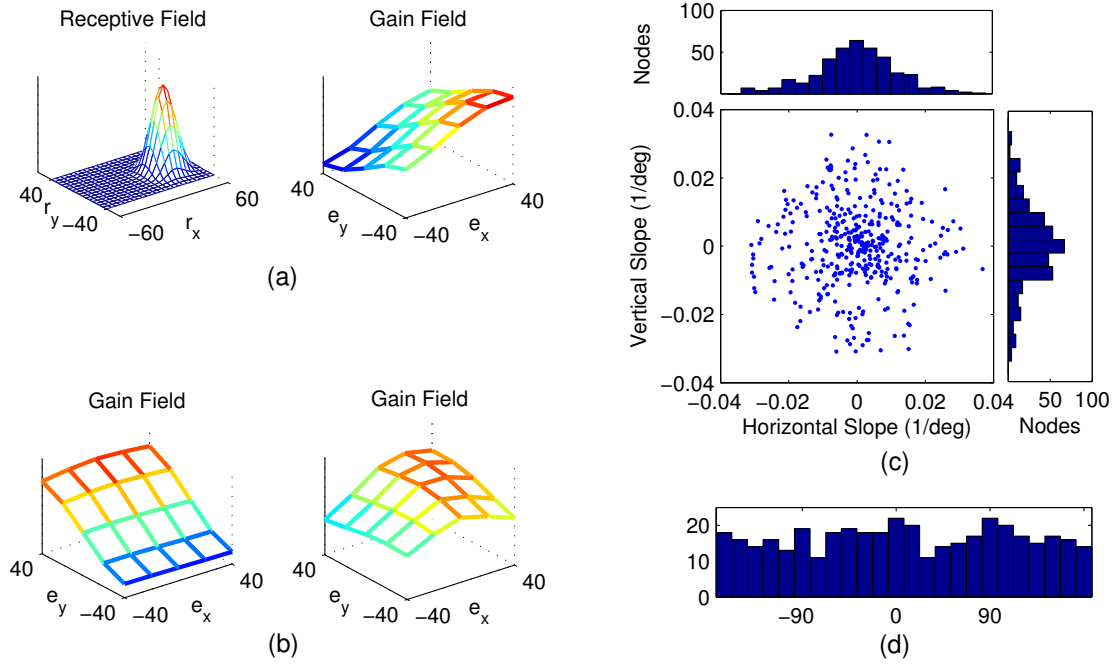 Receptive Field
Gain Field
40
r_y
−40
−60
r_x
60
40
e_y
−40
−40
e_x
40
(a)
Gain Field
Gain Field
40
e_y
−40
−40
e_x
40
40
e_y
−40
−40
e_x
40
(b)
100
50
Nodes
0.04
0.02
0
−0.02
−0.04
Vertical Slope (1/deg)
−0.04
−0.02
0
0.02
0.04
Horizontal Slope (1/deg)
50
100
Nodes
(c)
20
10
0
−90
0
90
(d)